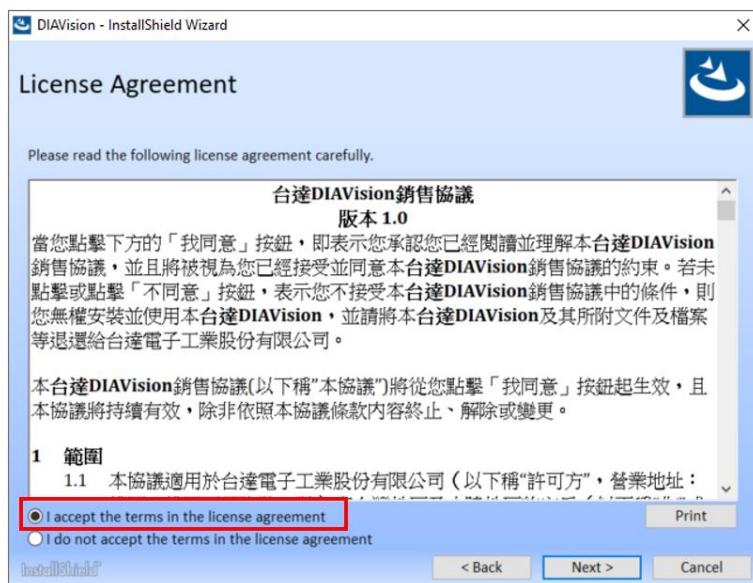 DIAVision - InstallShield Wizard
License Agreement
Please read the following license agreement carefully.
台達DIAVision銷售協議
版本 1.0
當您點擊下方的「我同意」按鈕，即表示您承認您已經閱讀並理解本台達DIAVision
銷售協議，並且將被視為您已經接受並同意本台達DIAVision銷售協議的約束。若未
點擊或點擊「不同意」按鈕，表示您不接受本台達DIAVision銷售協議中的條件，則
您無權安裝並使用本台達DIAVision，並請將本台達DIAVision及其所附文件及檔案
等退還給台達電子工業股份有限公司。
本台達DIAVision銷售協議(以下稱"本協議")將從您點擊「我同意」按鈕起生效，且
本協議將持續有效，除非依照本協議條款內容終止、解除或變更。
1 範圍
1.1 本協議適用於台達電子工業股份有限公司（以下稱"許可方"，營業地址：
I accept the terms in the license agreement
Print
I do not accept the terms in the license agreement
InstallShield
< Back
Next >
Cancel